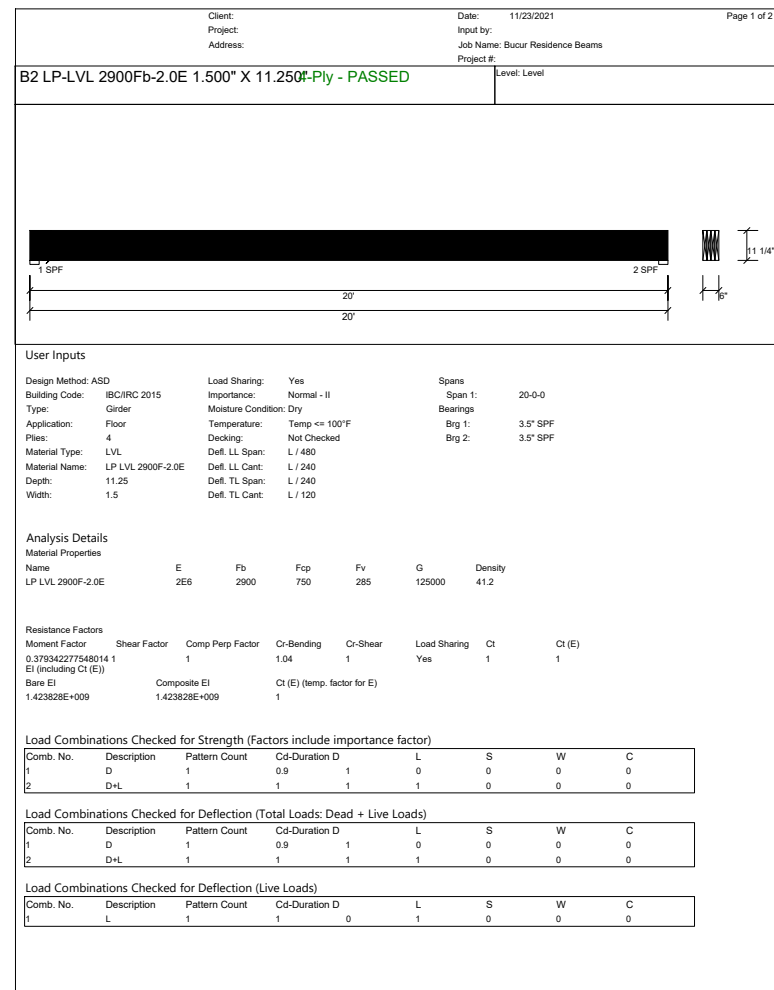 Client: Date: 11/23/2021 Page 1 of 2
Project: Input by:
Address: Job Name: Bucur Residence Beams
Project #:
B2 LP-LVL 2900Fb-2.0E 1.500" X 11.250" 4-Ply - PASSED Level: Level
11 1/4"
1 SPF 2 SPF
20' 6"
20'
User Inputs
Design Method: ASD Load Sharing: Yes Spans
Building Code: IBC/IRC 2015 Importance: Normal - II Span 1: 20-0-0
Type: Girder Moisture Condition: Dry Bearings
Application: Floor Temperature: Temp <= 100°F Brg 1: 3.5" SPF
Plies: 4 Decking: Not Checked Brg 2: 3.5" SPF
Material Type: LVL Defl. LL Span: L / 480
Material Name: LP LVL 2900F-2.0E Defl. LL Cant: L / 240
Depth: 11.25 Defl. TL Span: L / 240
Width: 1.5 Defl. TL Cant: L / 120
Analysis Details
Material Properties
Name E Fb Fcp Fv G Density
LP LVL 2900F-2.0E 2E6 2900 750 285 125000 41.2
Resistance Factors
Moment Factor Shear Factor Comp Perp Factor Cr-Bending Cr-Shear Load Sharing Ct Ct (E)
0.379342277548014 1 1 1.04 1 Yes 1 1
EI (including Ct (E))
Bare EI Composite EI Ct (E) (temp. factor for E)
1.423828E+009 1.423828E+009 1
Load Combinations Checked for Strength (Factors include importance factor)
Comb. No. Description Pattern Count Cd-Duration D L S W C
1 D 1 0.9 1 0 0 0 0
2 D+L 1 1 1 1 0 0 0
Load Combinations Checked for Deflection (Total Loads: Dead + Live Loads)
Comb. No. Description Pattern Count Cd-Duration D L S W C
1 D 1 0.9 1 0 0 0 0
2 D+L 1 1 1 1 0 0 0
Load Combinations Checked for Deflection (Live Loads)
Comb. No. Description Pattern Count Cd-Duration D L S W C
1 L 1 1 0 1 0 0 0